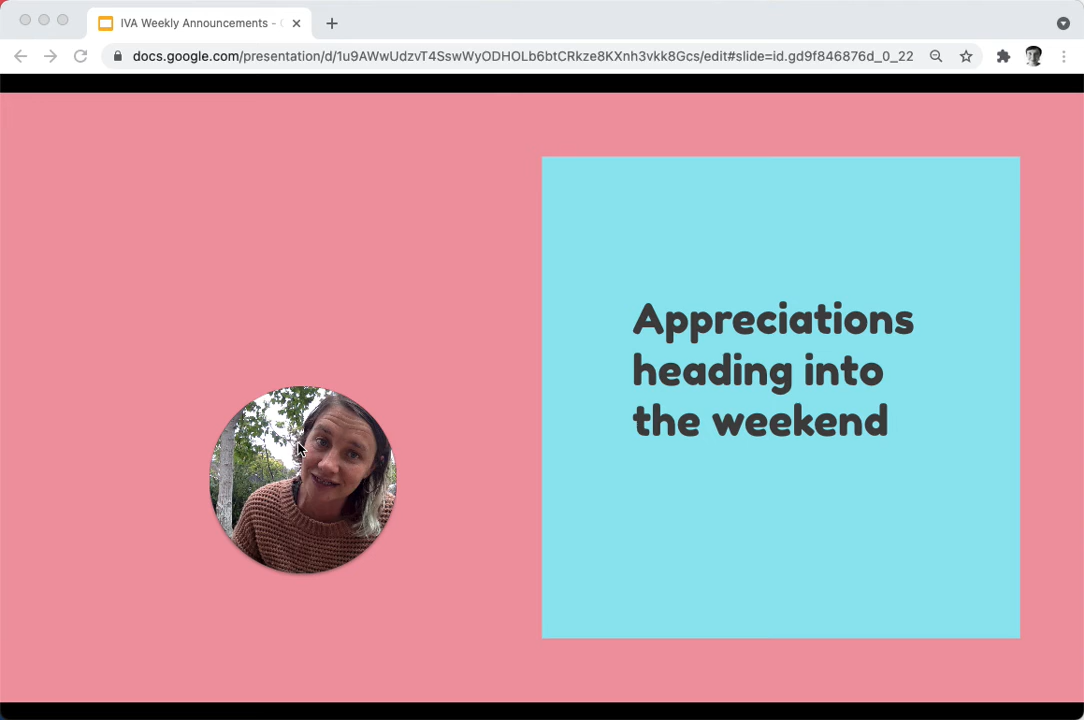 IVA Weekly Announcements -
docs.google.com/presentation/d/1u9AWwUdzvT4SswWyODHOLb6btCRkze8KXnh3vkk8Gcs/edit#slide=id.gd9f846876d_0_22
Appreciations
heading into
the weekend